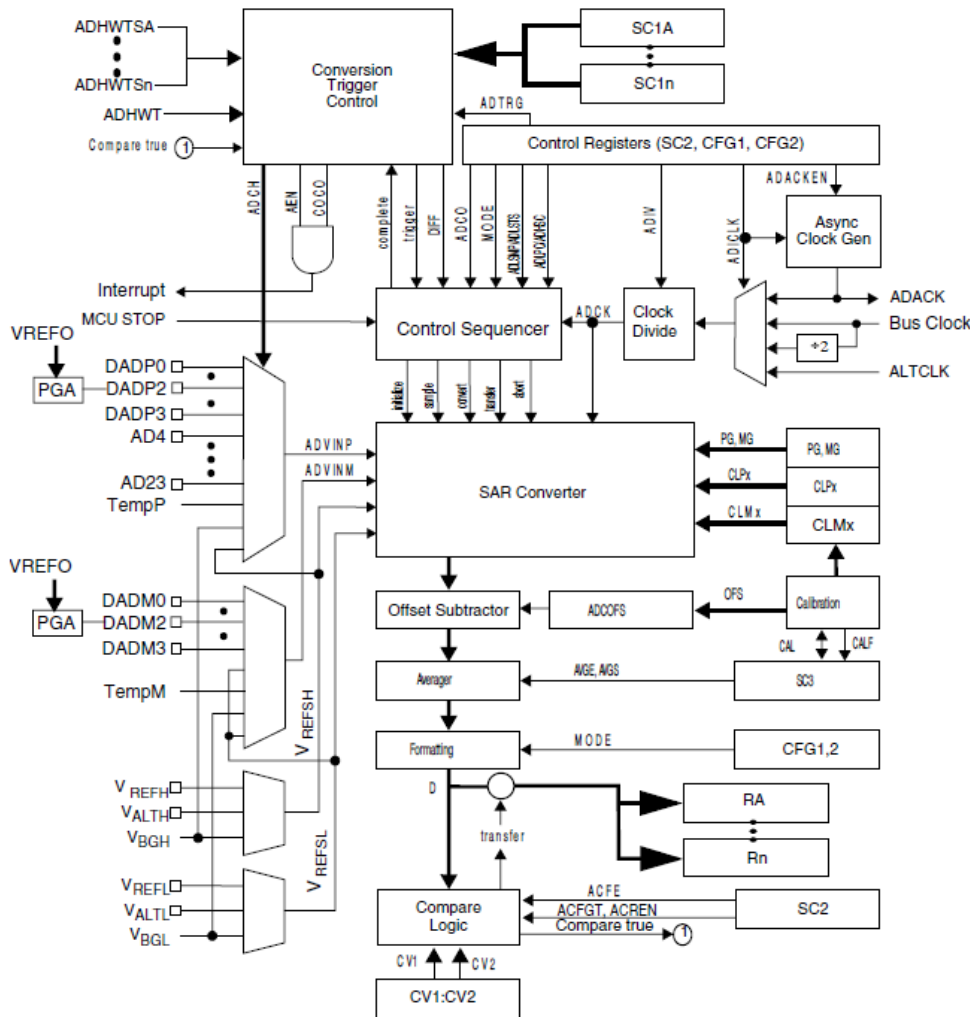 ADHWTSA
ADHWTSn
ADHWT
Compare true 1
Conversion
Trigger
Control
SC1A
SC1n
ADTRG
Control Registers (SC2, CFG1, CFG2)
ADCH
AEN
COCO
complete
trigger
DIFF
ADCO
MODE
ADLSMP/ADLSTS
ADLPC/ADHSC
ADIV
ADICLK
ADACKEN
Async
Clock Gen
Interrupt
MCU STOP
Control Sequencer
ADCK
Clock
Divide
ADACK
Bus Clock
÷2
ALTCLK
VREFO
PGA
DADP0
DADP2
DADP3
AD4
AD23
TempP
initialize
sample
convert
transfer
abort
ADVINP
ADVINM
SAR Converter
PG, MG
PG, MG
CLPx
CLPx
CLMx
CLMx
VREFO
PGA
DADM0
DADM2
DADM3
TempM
Offset Subtractor
ADCOFS
OFS
Calibration
CAL
CALF
Averager
AVGE, AVGS
SC3
Formatting
MODE
CFG1,2
VREFSH
VREFSL
VREFH
VALTH
VBGH
VREFL
VALTL
VBGL
D
transfer
RA
Rn
Compare
Logic
ACFE
ACFGT, ACREN
Compare true 1
SC2
CV1
CV2
CV1:CV2